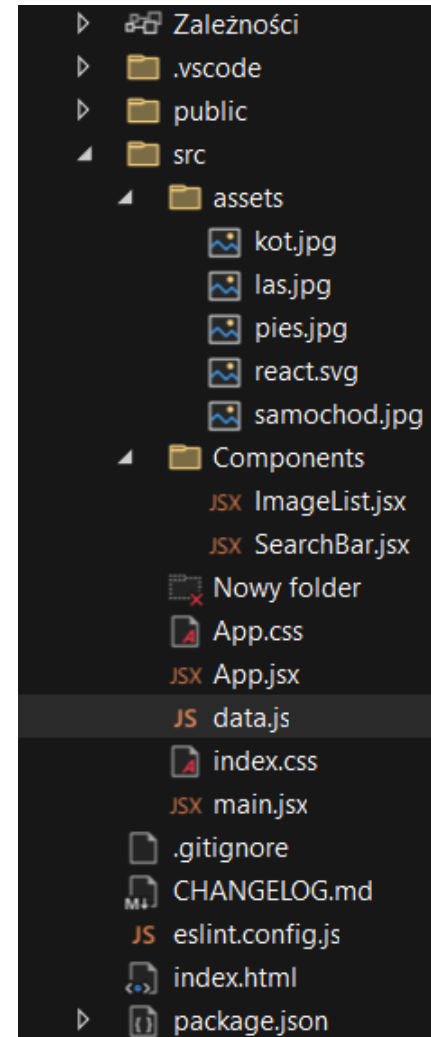 Zależności
.vscode
public
src
assets
kot.jpg
las.jpg
pies.jpg
react.svg
samochod.jpg
Components
JSX ImageList.jsx
JSX SearchBar.jsx
Nowy folder
App.css
JSX App.jsx
JS data.js
index.css
JSX main.jsx
.gitignore
M↓ CHANGELOG.md
JS eslint.config.js
index.html
package.json